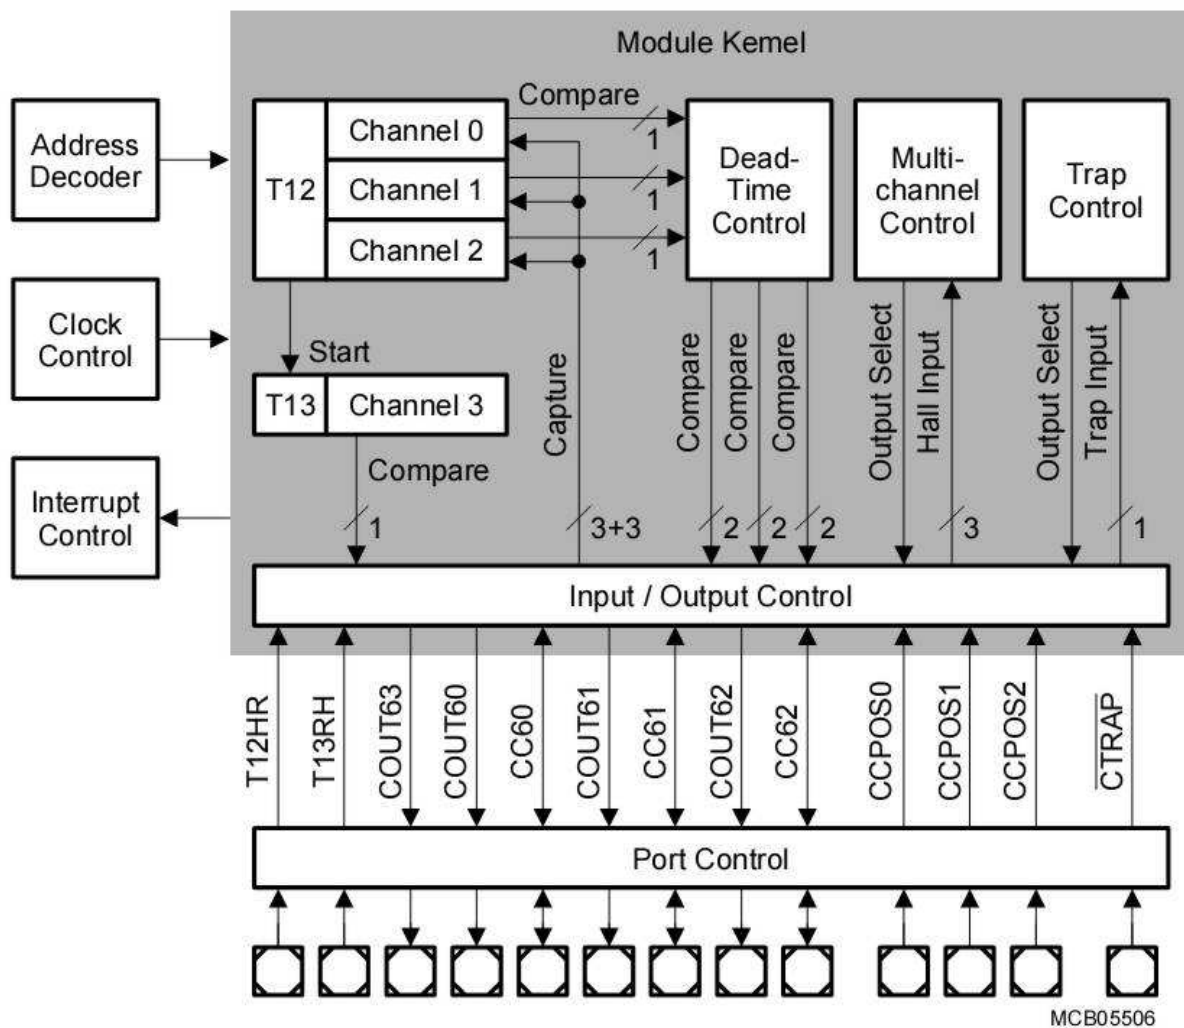 Module Kernel
Address
Decoder
Clock
Control
Interrupt
Control
T12
Channel 0
Channel 1
Channel 2
Compare
1
1
1
Dead-
Time
Control
Multi-
channel
Control
Trap
Control
Start
T13
Channel 3
Compare
1
Capture
3+3
Compare
2
Compare
2
Compare
2
Output Select
Hall Input
3
Output Select
Trap Input
1
Input / Output Control
T12HR
T13RH
COUT63
COUT60
CC60
COUT61
CC61
COUT62
CC62
CCPOS0
CCPOS1
CCPOS2
CTRAP
Port Control
MCB05506